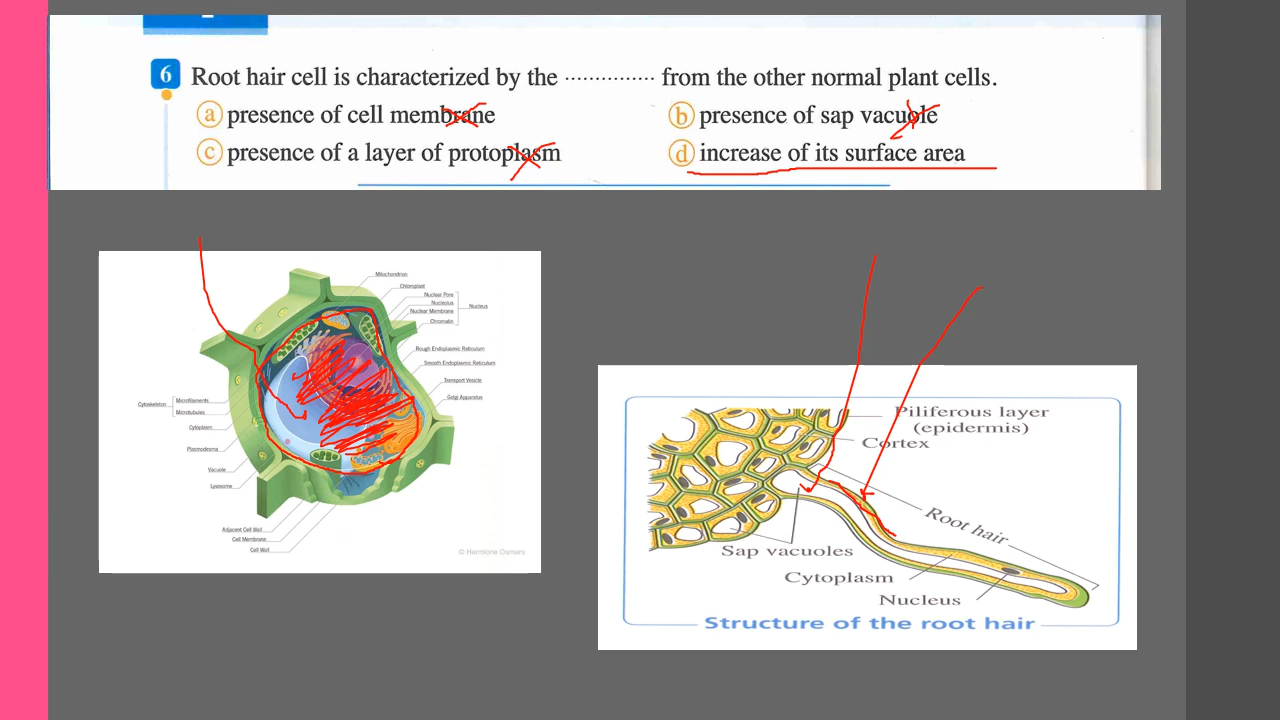 6 Root hair cell is characterized by the ............... from the other normal plant cells.
a presence of cell membrane
b presence of sap vacuole
c presence of a layer of protoplasm
d increase of its surface area
Mitochondrion
Chloroplast
Nuclear Pore
Nucleolus
Nucleus
Nuclear Membrane
Chromatin
Rough Endoplasmic Reticulum
Smooth Endoplasmic Reticulum
Transport Vesicle
Golgi Apparatus
Cytoskeleton
Microfilaments
Microtubules
Cytoplasm
Plasmodesma
Vacuole
Lysosome
Adjacent Cell Wall
Cell Membrane
Cell Wall
© Hermione Osmers
Piliferous layer
(epidermis)
Cortex
Root hair
Sap vacuoles
Cytoplasm
Nucleus
Structure of the root hair